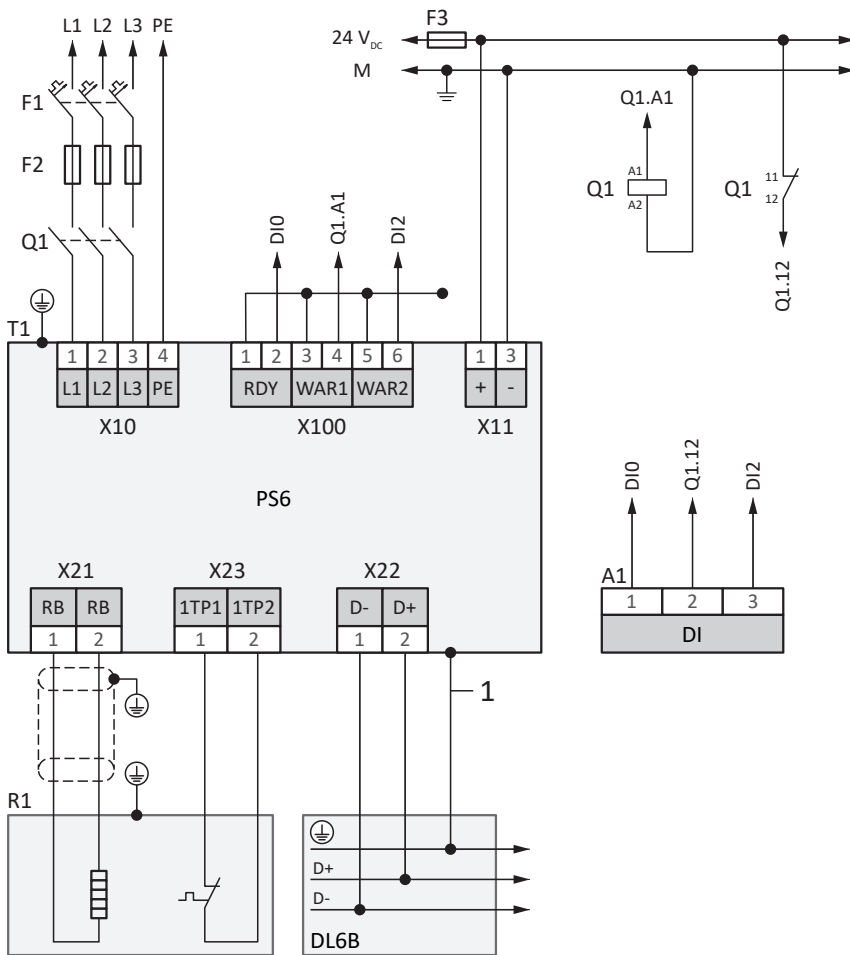 L1 L2 L3 PE
F3
24 VDC
M
F1
F2
Q1
Q1.A1
Q1 A1
A2
Q1 11
12
Q1.12
DI0
Q1.A1
DI2
T1
1 2 3 4
L1 L2 L3 PE
X10
1 2 3 4 5 6
RDY WAR1 WAR2
X100
1 3
+ -
X11
PS6
DI0
Q1.12
DI2
A1
1 2 3
DI
X21
RB RB
1 2
X23
1TP1 1TP2
1 2
X22
D- D+
1 2
1
R1
D+
D-
DL6B